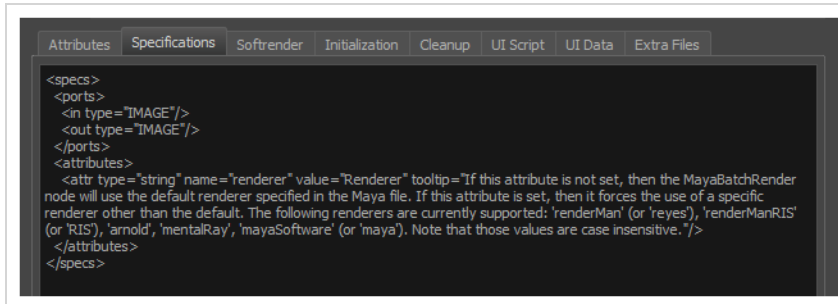 Attributes Specifications Softrender Initialization Cleanup UI Script UI Data Extra Files
<specs>
<ports>
<in type="IMAGE"/>
<out type="IMAGE"/>
</ports>
<attributes>
<attr type="string" name="renderer" value="Renderer" tooltip="If this attribute is not set, then the MayaBatchRender
node will use the default renderer specified in the Maya file. If this attribute is set, then it forces the use of a specific
renderer other than the default. The following renderers are currently supported: 'renderMan' (or 'reyes'), 'renderManRIS'
(or 'RIS'), 'arnold', 'mentalRay', 'mayaSoftware' (or 'maya'). Note that those values are case insensitive."/>
</attributes>
</specs>